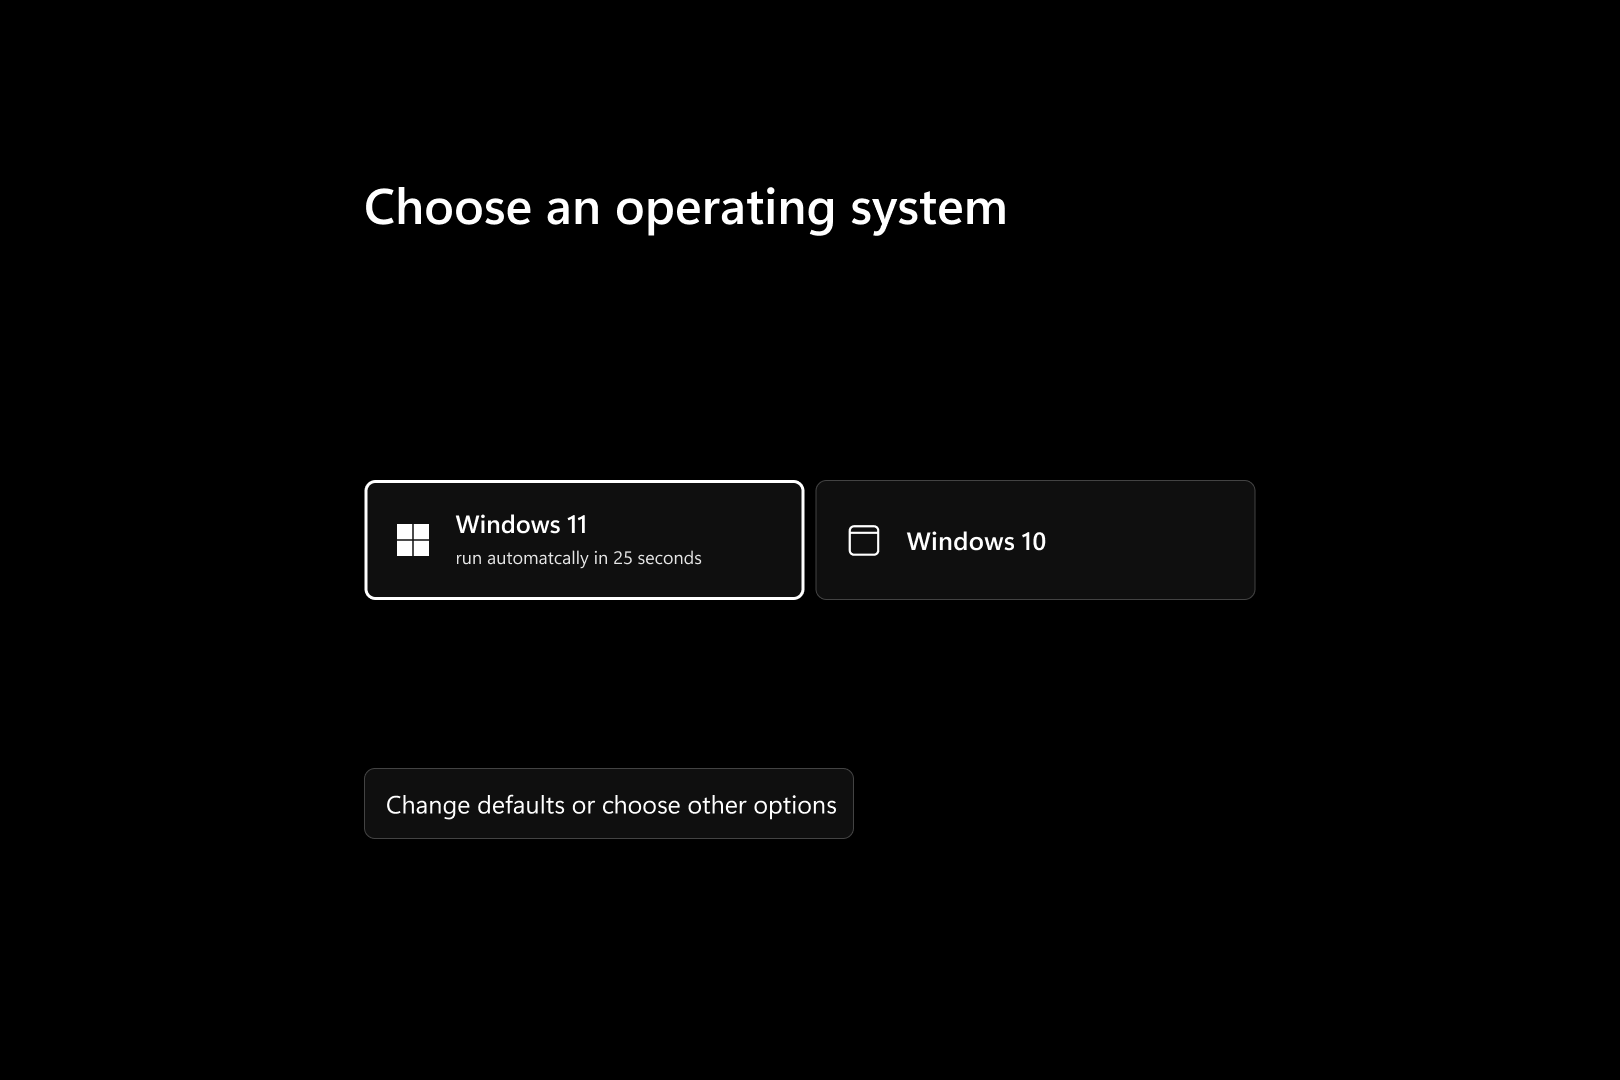 Choose an operating system
Windows 11
run automatcally in 25 seconds
Windows 10
Change defaults or choose other options